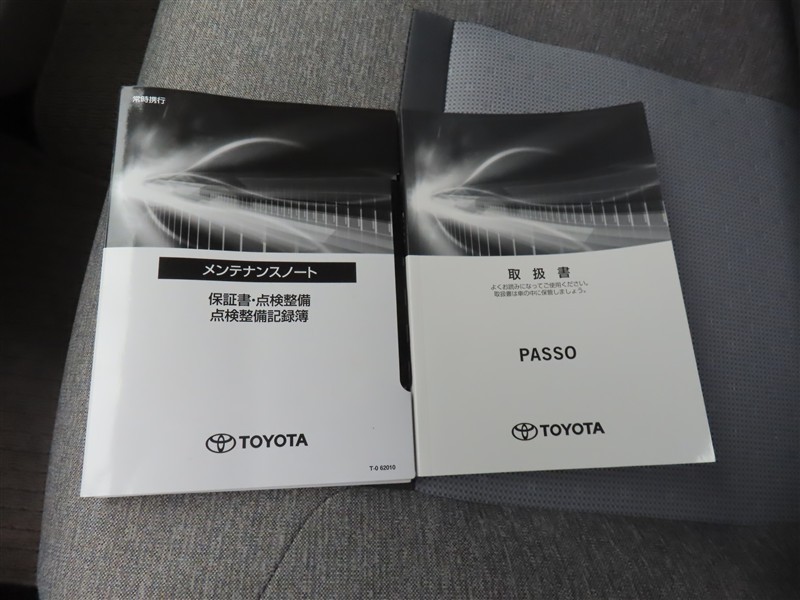 常時携行
メンテナンスノート
保証書・点検整備
点検整備記録簿
TOYOTA
T-0 62010
取扱書
よくお読みになってご使用ください。
取扱書は車の中に保管しましょう。
PASSO
TOYOTA